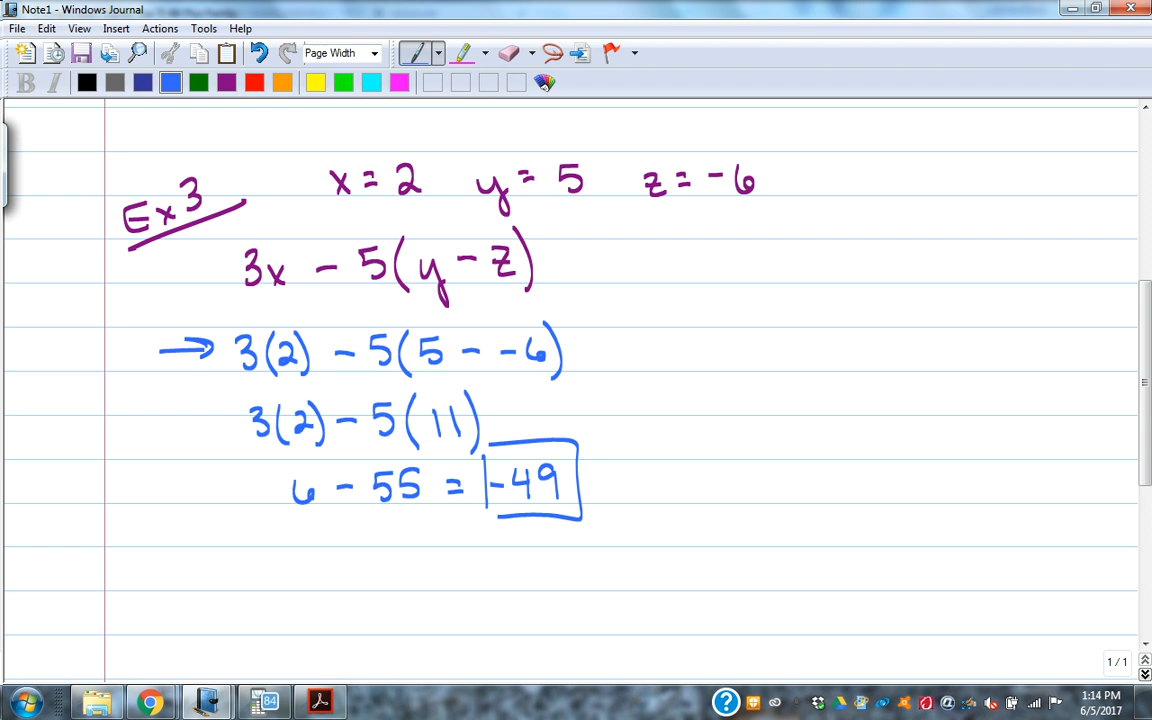 Note1 - Windows Journal
File Edit View Insert Actions Tools Help
Page Width
B I
Ex 3
x = 2 y = 5 z = -6
3x - 5(y - z)
→ 3(2) - 5(5 - -6)
3(2) - 5(11)
6 - 55 = -49
1 / 1
84
1:14 PM
6/5/2017